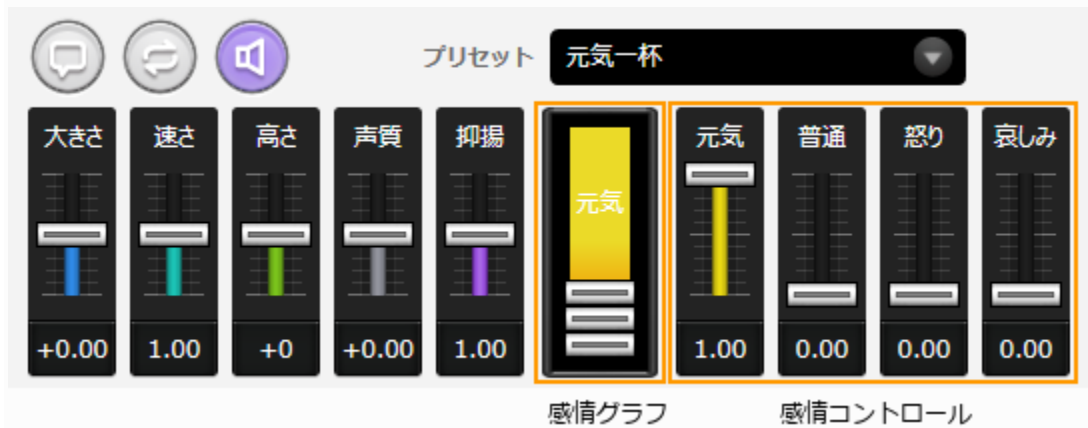 プリセット 元気一杯
大きさ 速さ 高さ 声質 抑揚 元気 普通 怒り 哀しみ
元気
+0.00 1.00 +0 +0.00 1.00 1.00 0.00 0.00 0.00
感情グラフ 感情コントロール